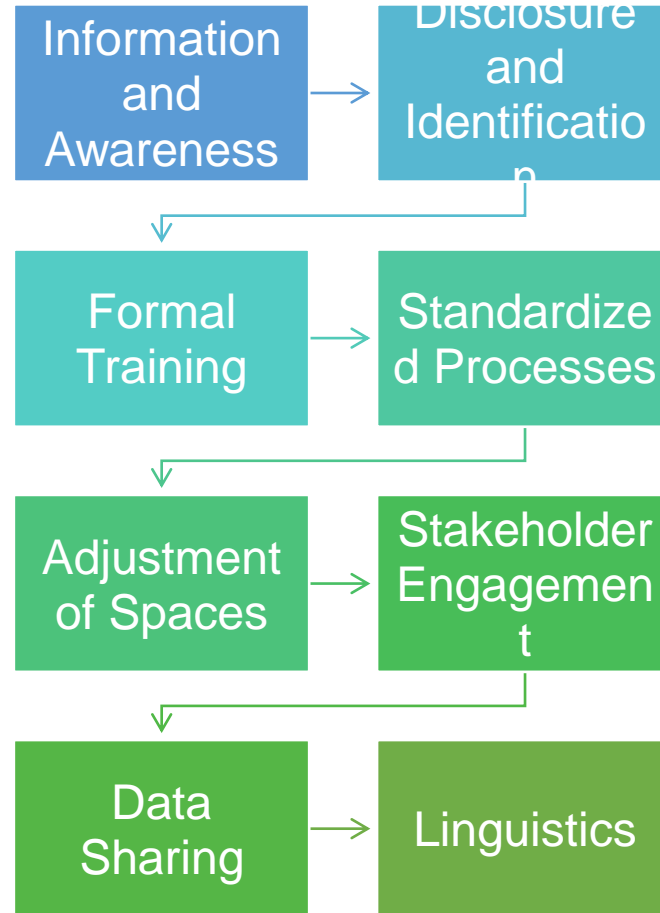 Information
and
Awareness
Disclosure
and
Identificatio
n
Formal
Training
Standardize
d Processes
Adjustment
of Spaces
Stakeholder
Engagemen
t
Data
Sharing
Linguistics